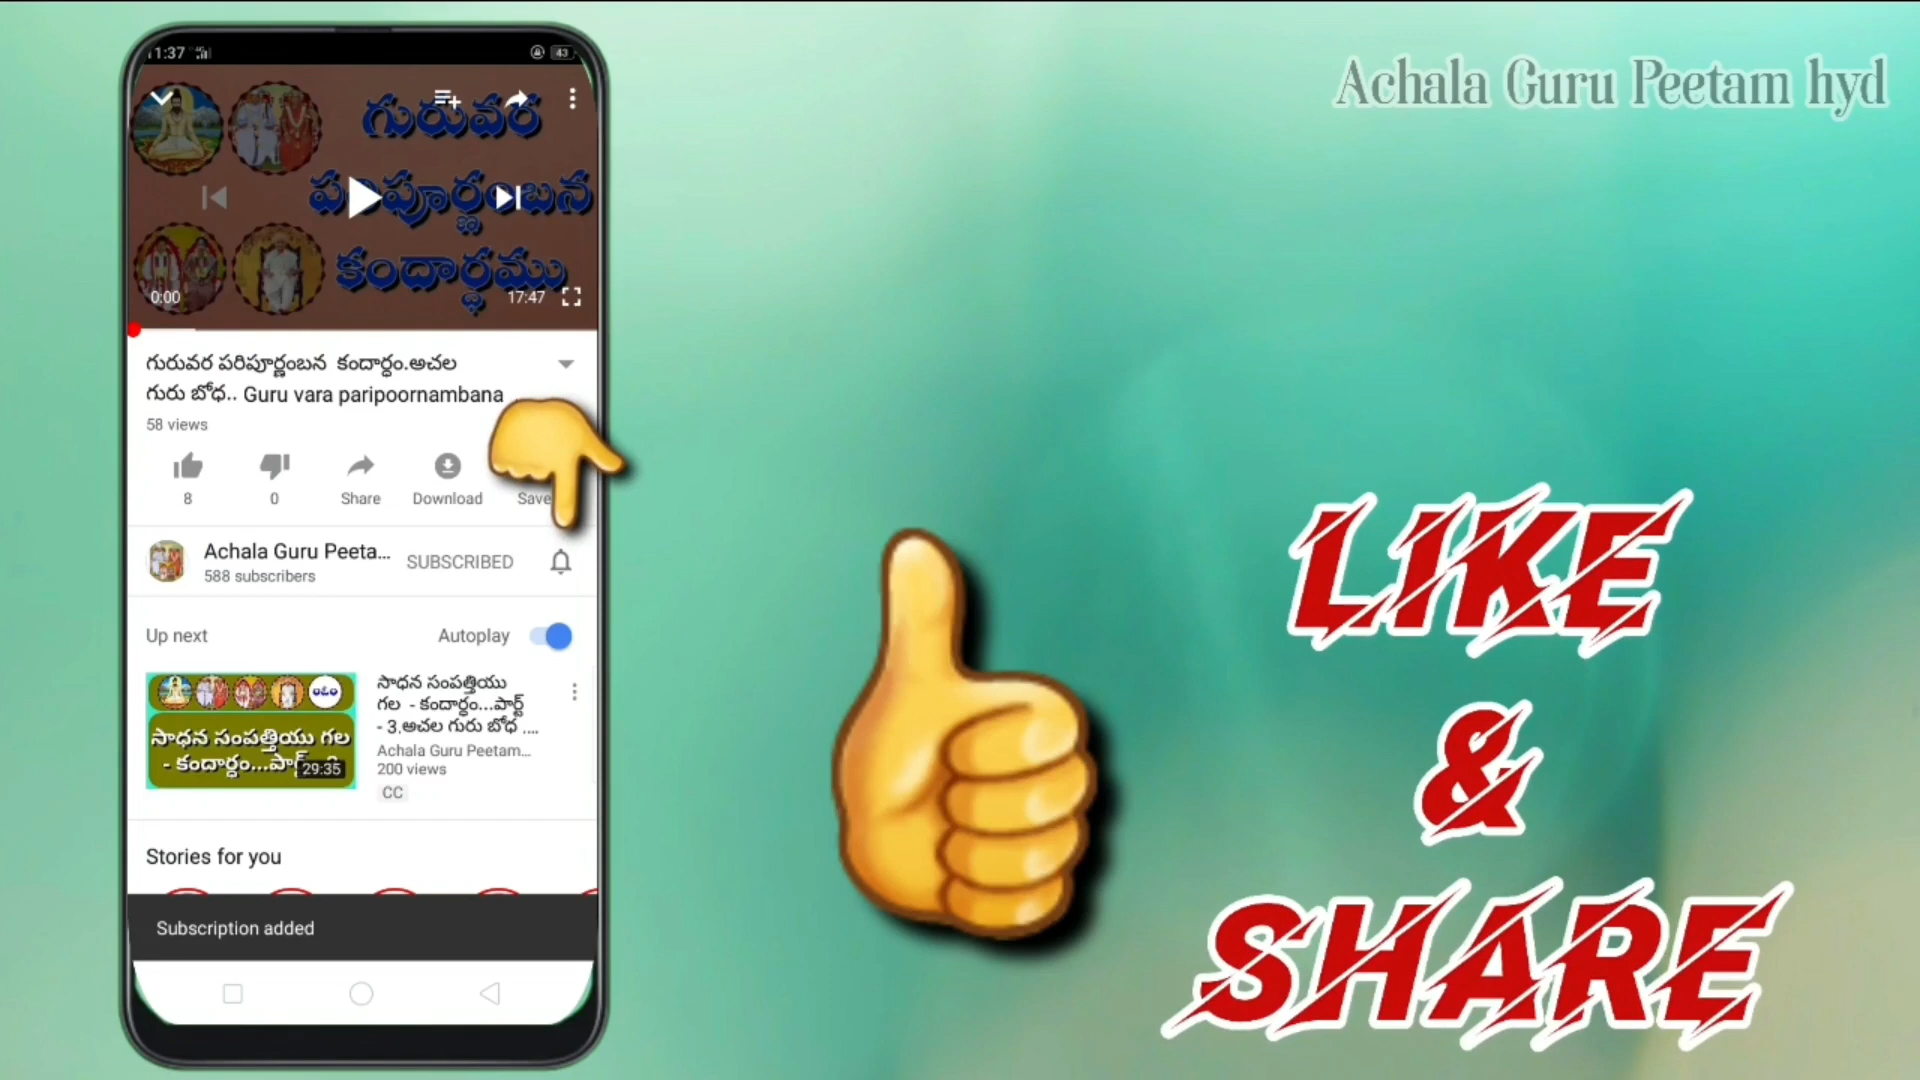 11:37
43
Achala Guru Peetam hyd
గురువర
పరిపూర్ణంబన
కందార్థము
0:00
17:47
గురువర పరిపూర్ణంబన కందార్థం.అచల
గురు బోధ.. Guru vara paripoornambana
58 views
8
0
Share
Download
Save
Achala Guru Peeta...
SUBSCRIBED
588 subscribers
Up next
Autoplay
సాధన సంపత్తియు గల
- కందార్థం...పార్ట్
29:35
సాధన సంపత్తియు
గల - కందార్థం...పార్ట్
- 3.అచల గురు బోధ ....
Achala Guru Peetam...
200 views
CC
Stories for you
Subscription added
LIKE
&
SHARE